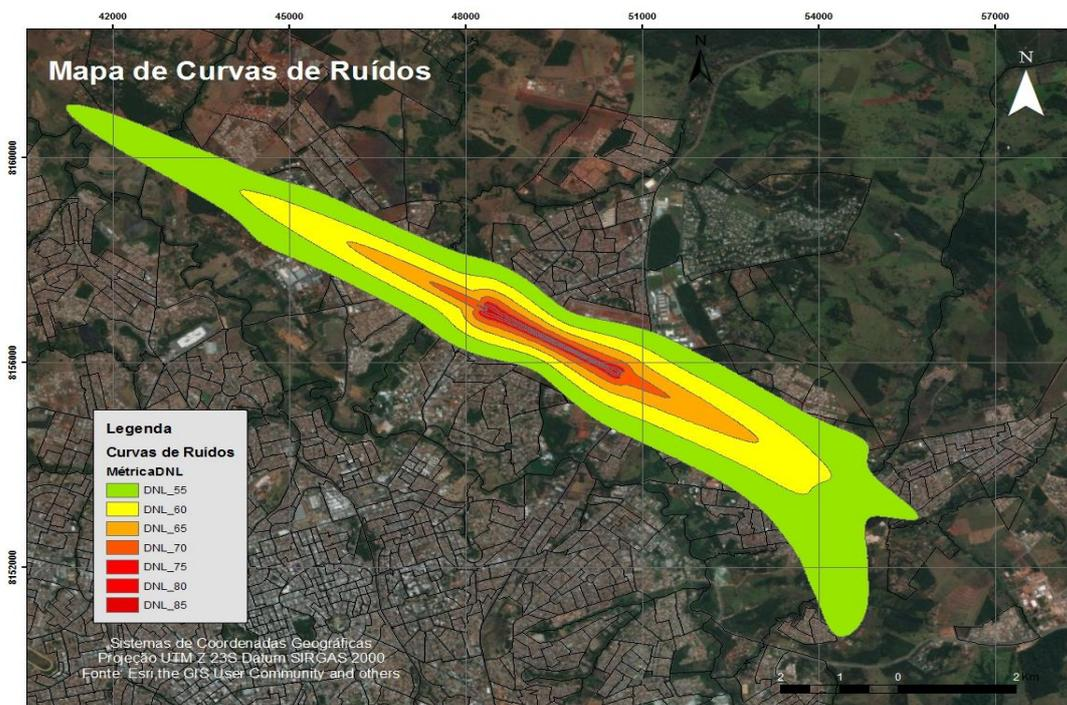 42000 45000 48000 51000 54000 57000
Mapa de Curvas de Ruídos
N
N
8160000
8156000
8152000
Legenda
Curvas de Ruídos
MétricaDNL
DNL_55
DNL_60
DNL_65
DNL_70
DNL_75
DNL_80
DNL_85
Sistemas de Coordenadas Geográficas
Projeção UTM Z 23S Datum SIRGAS 2000
Fonte: Esri,the GIS User Community and others
2 1 0 2 Km